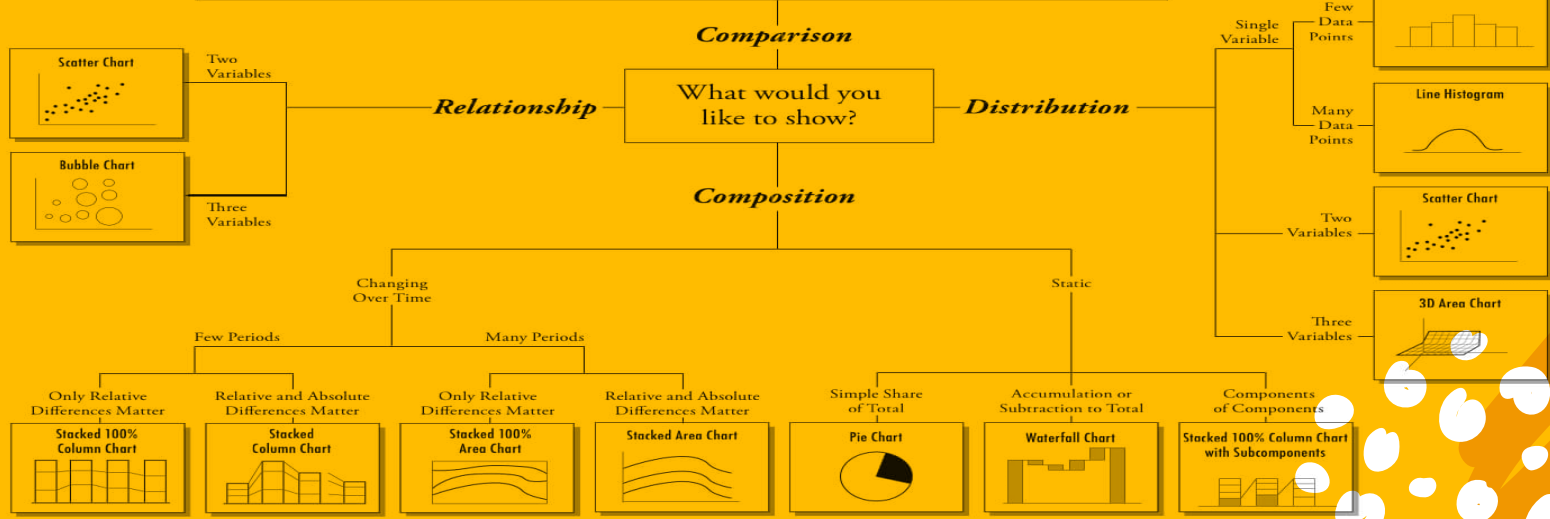 Comparison
What would you
like to show?
Relationship
Distribution
Composition
Two
Variables
Scatter Chart
Bubble Chart
Three
Variables
Single
Variable
Few
Data
Points
Many
Data
Points
Line Histogram
Two
Variables
Scatter Chart
Three
Variables
3D Area Chart
Changing
Over Time
Few Periods
Many Periods
Only Relative
Differences Matter
Stacked 100%
Column Chart
Relative and Absolute
Differences Matter
Stacked
Column Chart
Only Relative
Differences Matter
Stacked 100%
Area Chart
Relative and Absolute
Differences Matter
Stacked Area Chart
Static
Simple Share
of Total
Pie Chart
Accumulation or
Subtraction to Total
Waterfall Chart
Components
of Components
Stacked 100% Column Chart
with Subcomponents